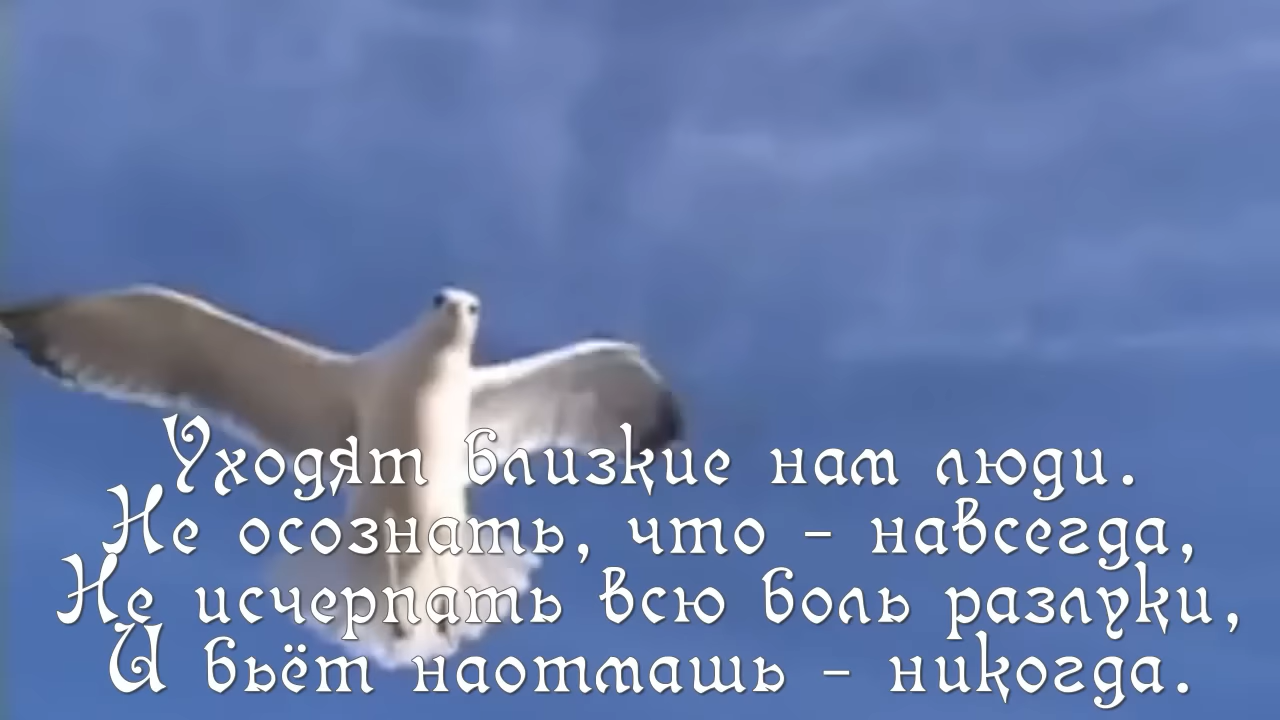 Уходят близкие нам люди.
Не осознать, что - навсегда,
Не исчерпать всю боль разлуки,
И бьёт наотмашь - никогда.